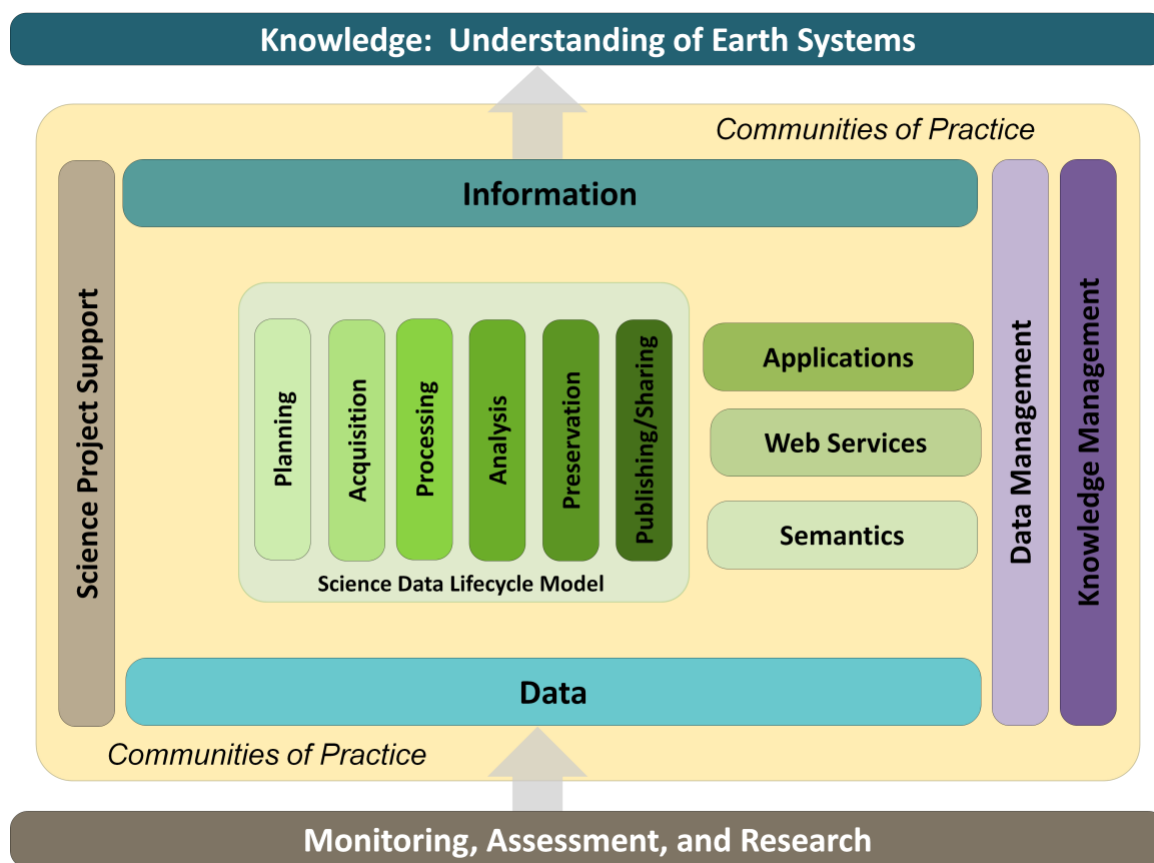 Knowledge:  Understanding of Earth Systems
Communities of Practice
Information
Science Project Support
Planning
Acquisition
Processing
Analysis
Preservation
Publishing/Sharing
Science Data Lifecycle Model
Applications
Web Services
Semantics
Data Management
Knowledge Management
Data
Communities of Practice
Monitoring, Assessment, and Research